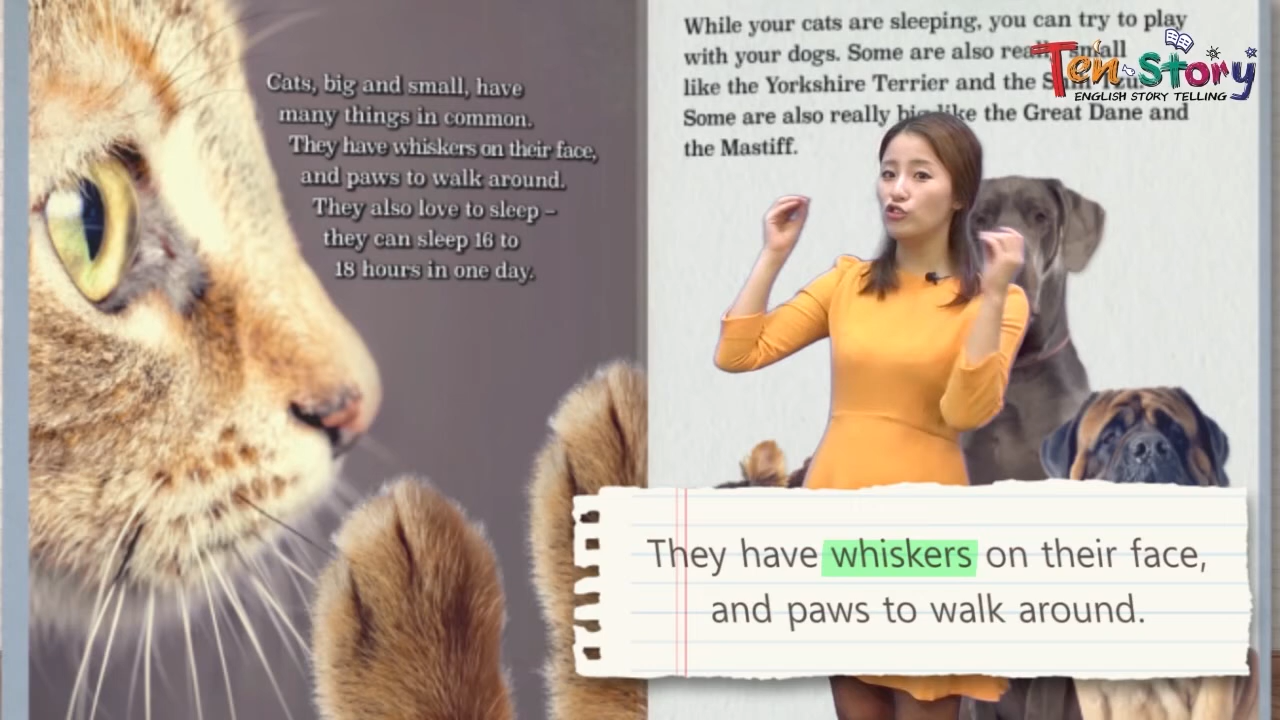 Cats, big and small, have
many things in common.
They have whiskers on their face,
and paws to walk around.
They also love to sleep –
they can sleep 16 to
18 hours in one day.
While your cats are sleeping, you can try to play
with your dogs. Some are also really small
like the Yorkshire Terrier and the
Some are also really big like the Great Dane and
the Mastiff.
Ten Story
ENGLISH STORY TELLING
They have whiskers on their face,
and paws to walk around.